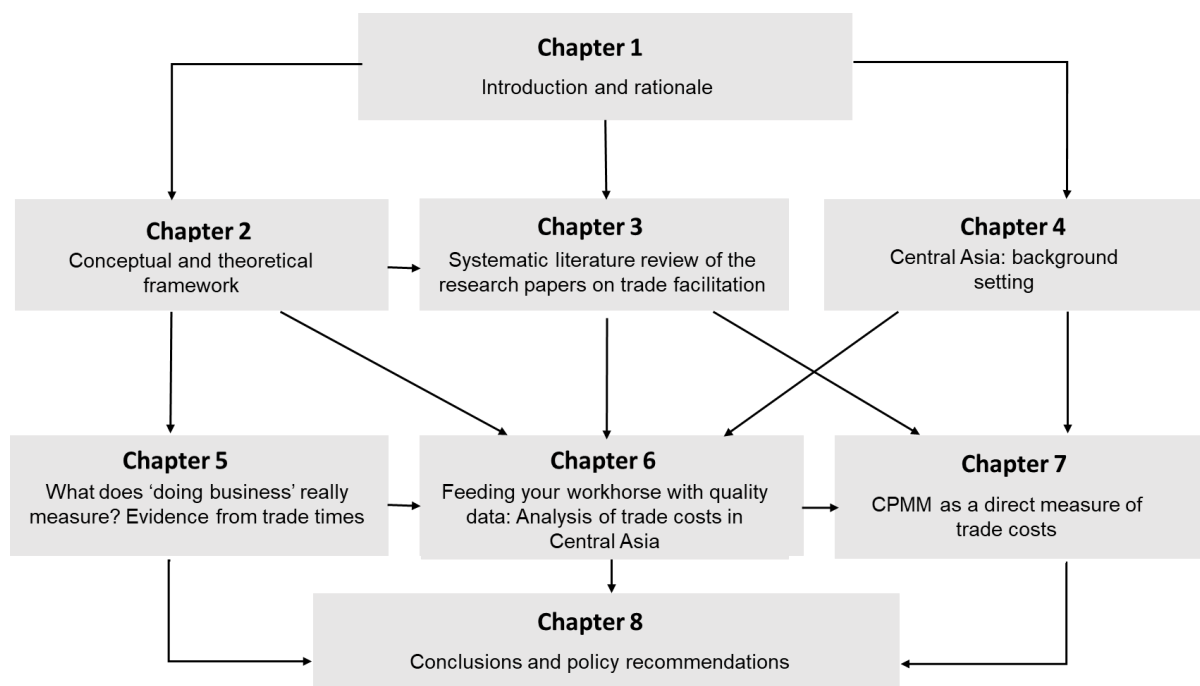 Chapter 1
Introduction and rationale
Chapter 2
Conceptual and theoretical
framework
Chapter 3
Systematic literature review of the
research papers on trade facilitation
Chapter 4
Central Asia: background
setting
Chapter 5
What does ‘doing business’ really
measure? Evidence from trade times
Chapter 6
Feeding your workhorse with quality
data: Analysis of trade costs in
Central Asia
Chapter 7
CPMM as a direct measure of
trade costs
Chapter 8
Conclusions and policy recommendations